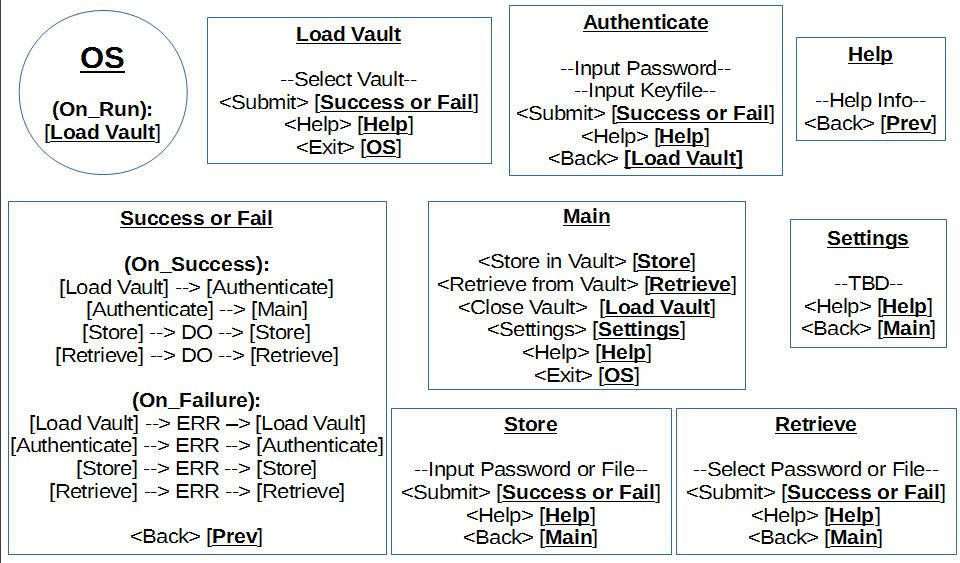 OS
(On_Run):
[Load Vault]
Load Vault
--Select Vault--
<Submit> [Success or Fail]
<Help> [Help]
<Exit> [OS]
Authenticate
--Input Password--
--Input Keyfile--
<Submit> [Success or Fail]
<Help> [Help]
<Back> [Load Vault]
Help
--Help Info--
<Back> [Prev]
Success or Fail
(On_Success):
[Load Vault] --> [Authenticate]
[Authenticate] --> [Main]
[Store] --> DO --> [Store]
[Retrieve] --> DO --> [Retrieve]
(On_Failure):
[Load Vault] --> ERR –> [Load Vault]
[Authenticate] --> ERR --> [Authenticate]
[Store] --> ERR --> [Store]
[Retrieve] --> ERR --> [Retrieve]
<Back> [Prev]
Main
<Store in Vault> [Store]
<Retrieve from Vault> [Retrieve]
<Close Vault>  [Load Vault]
<Settings> [Settings]
<Help> [Help]
<Exit> [OS]
Settings
--TBD--
<Help> [Help]
<Back> [Main]
Store
--Input Password or File--
<Submit> [Success or Fail]
<Help> [Help]
<Back> [Main]
Retrieve
--Select Password or File--
<Submit> [Success or Fail]
<Help> [Help]
<Back> [Main]